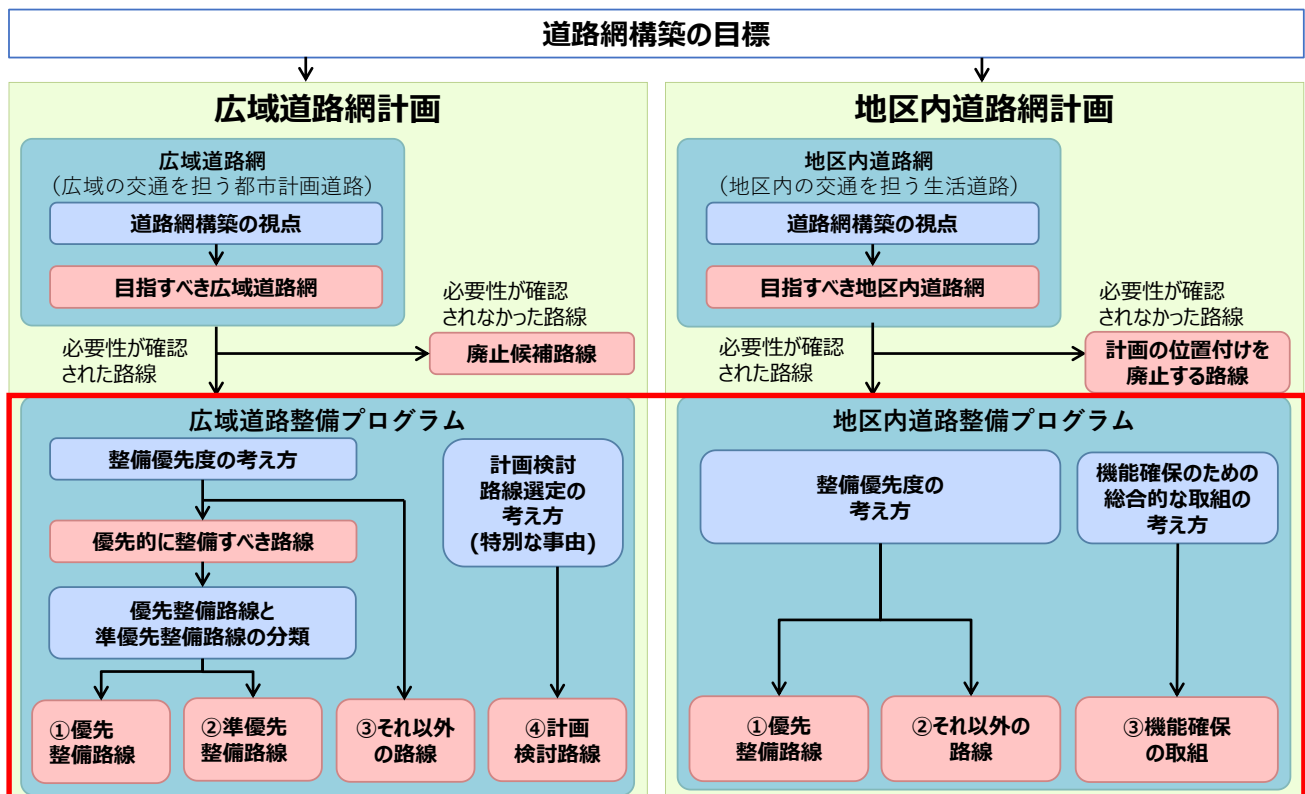 道路網構築の目標
広域道路網計画
広域道路網
（広域の交通を担う都市計画道路）
道路網構築の視点
目指すべき広域道路網
必要性が確認
されなかった路線
必要性が確認
された路線
廃止候補路線
広域道路整備プログラム
整備優先度の考え方
優先的に整備すべき路線
優先整備路線と
準優先整備路線の分類
計画検討
路線選定の
考え方
(特別な事由)
①優先
整備路線
②準優先
整備路線
③それ以外
の路線
④計画
検討路線
地区内道路網計画
地区内道路網
（地区内の交通を担う生活道路）
道路網構築の視点
目指すべき地区内道路網
必要性が確認
されなかった路線
必要性が確認
された路線
計画の位置付けを
廃止する路線
地区内道路整備プログラム
整備優先度の
考え方
機能確保のための
総合的な取組の
考え方
①優先
整備路線
②それ以外の
路線
③機能確保
の取組